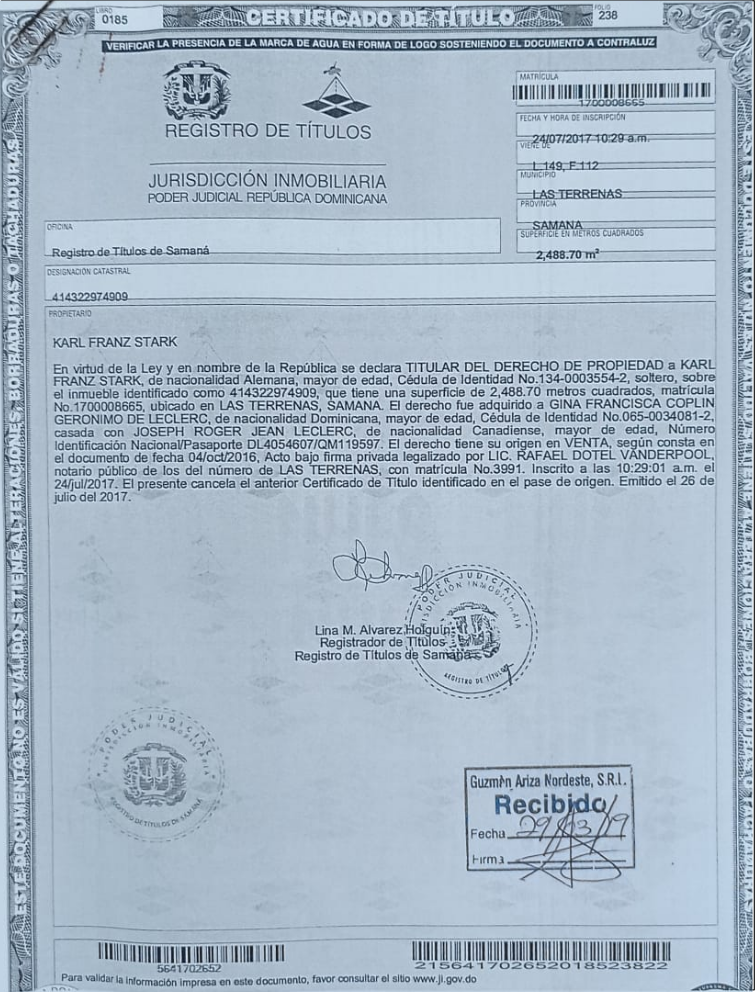 LIBRO
0185
CERTIFICADO DE TÍTULO
FOLIO
238
VERIFICAR LA PRESENCIA DE LA MARCA DE AGUA EN FORMA DE LOGO SOSTENIENDO EL DOCUMENTO A CONTRALUZ
REGISTRO DE TÍTULOS
JURISDICCIÓN INMOBILIARIA
PODER JUDICIAL REPÚBLICA DOMINICANA
MATRÍCULA
1700008665
FECHA Y HORA DE INSCRIPCIÓN
24/07/2017 10:29 a.m.
VIENE DE
L.149, F.112
MUNICIPIO
LAS TERRENAS
PROVINCIA
SAMANA
SUPERFICIE EN METROS CUADRADOS
2,488.70 m²
OFICINA
Registro de Títulos de Samaná
DESIGNACIÓN CATASTRAL
414322974909
PROPIETARIO
KARL FRANZ STARK
En virtud de la Ley y en nombre de la República se declara TITULAR DEL DERECHO DE PROPIEDAD a KARL
FRANZ STARK, de nacionalidad Alemana, mayor de edad, Cédula de Identidad No.134-0003554-2, soltero, sobre
el inmueble identificado como 414322974909, que tiene una superficie de 2,488.70 metros cuadrados, matrícula
No.1700008665, ubicado en LAS TERRENAS, SAMANA. El derecho fue adquirido a GINA FRANCISCA COPLIN
GERONIMO DE LECLERC, de nacionalidad Dominicana, mayor de edad, Cédula de Identidad No.065-0034081-2,
casada con JOSEPH ROGER JEAN LECLERC, de nacionalidad Canadiense, mayor de edad, Número
Identificación Nacional/Pasaporte DL4054607/QM119597. El derecho tiene su origen en VENTA, según consta en
el documento de fecha 04/oct/2016, Acto bajo firma privada legalizado por LIC. RAFAEL DOTEL VANDERPOOL,
notario público de los del número de LAS TERRENAS, con matrícula No.3991. Inscrito a las 10:29:01 a.m. el
24/jul/2017. El presente cancela el anterior Certificado de Título identificado en el pase de origen. Emitido el 26 de
julio del 2017.
PODER JUDICIAL
JURISDICCIÓN INMOBILIARIA
REGISTRO DE TÍTULOS
Lina M. Alvarez Holguín
Registrador de Títulos
Registro de Títulos de Samaná
PODER JUDICIAL
JURISDICCIÓN INMOBILIARIA
REGISTRO DE TÍTULOS DE SAMANÁ
Guzmán Ariza Nordeste, S.R.L.
Recibido
Fecha 29/03/19
Firma
5641702652
21564170265201852382​2
Para validar la información impresa en este documento, favor consultar el sitio www.ji.gov.do
ESTE DOCUMENTO NO ES VÁLIDO SI TIENE ALTERACIONES, BORRADURAS O TACHADURAS